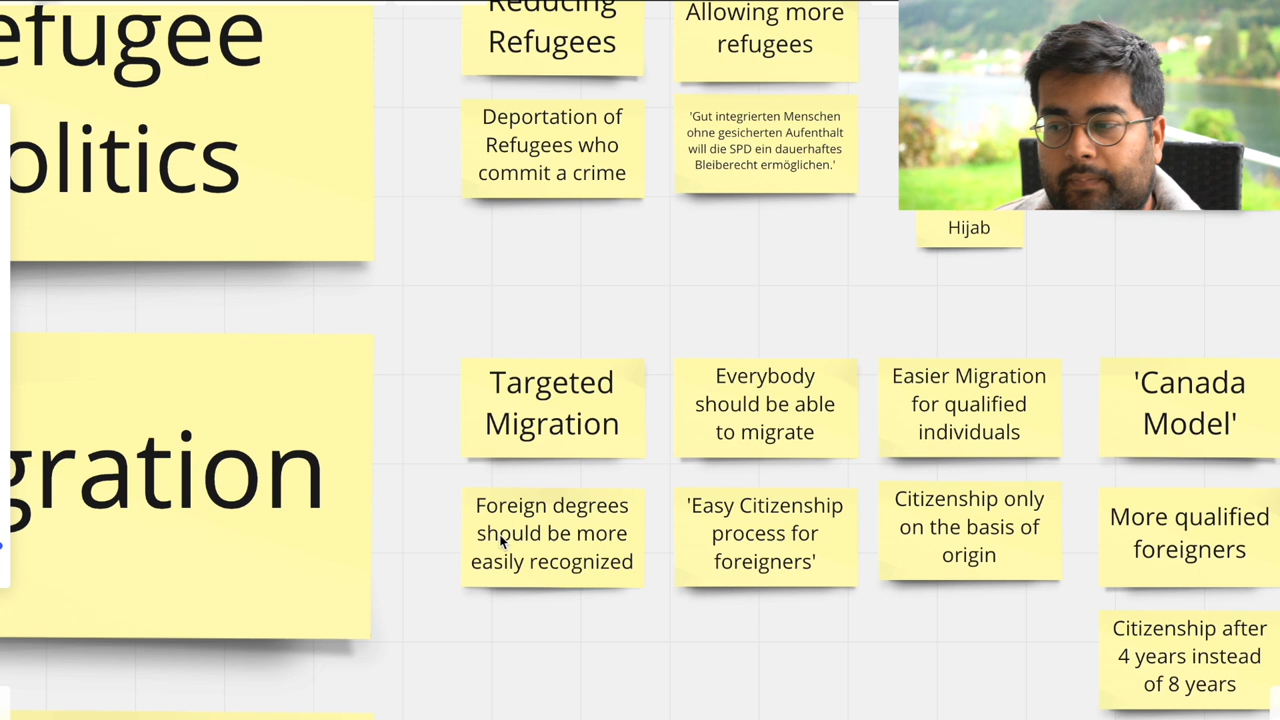 efugee
olitics
Reducing
Refugees
Allowing more
refugees
Deportation of
Refugees who
commit a crime
'Gut integrierten Menschen
ohne gesicherten Aufenthalt
will die SPD ein dauerhaftes
Bleiberecht ermöglichen.'
Hijab
gration
Targeted
Migration
Everybody
should be able
to migrate
Easier Migration
for qualified
individuals
'Canada
Model'
Foreign degrees
should be more
easily recognized
'Easy Citizenship
process for
foreigners'
Citizenship only
on the basis of
origin
More qualified
foreigners
Citizenship after
4 years instead
of 8 years